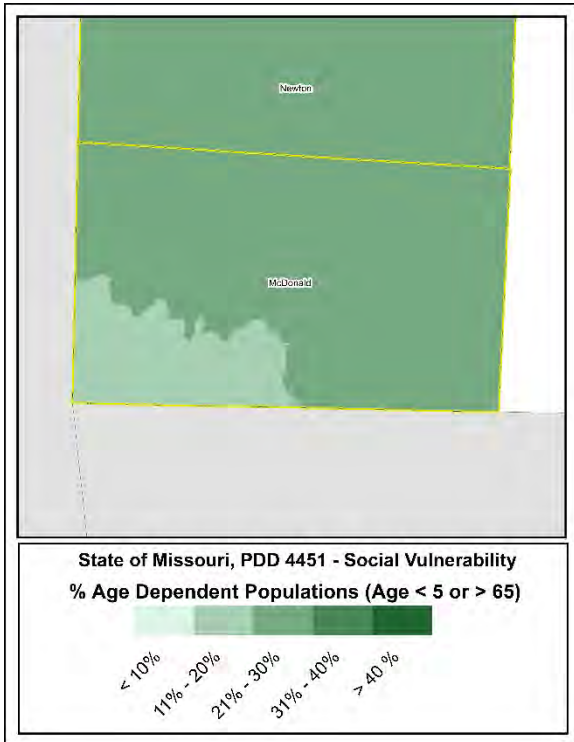 Newton
McDonald
State of Missouri, PDD 4451 - Social Vulnerability
% Age Dependent Populations (Age < 5 or > 65)
< 10%
11% - 20%
21% - 30%
31% - 40%
> 40 %